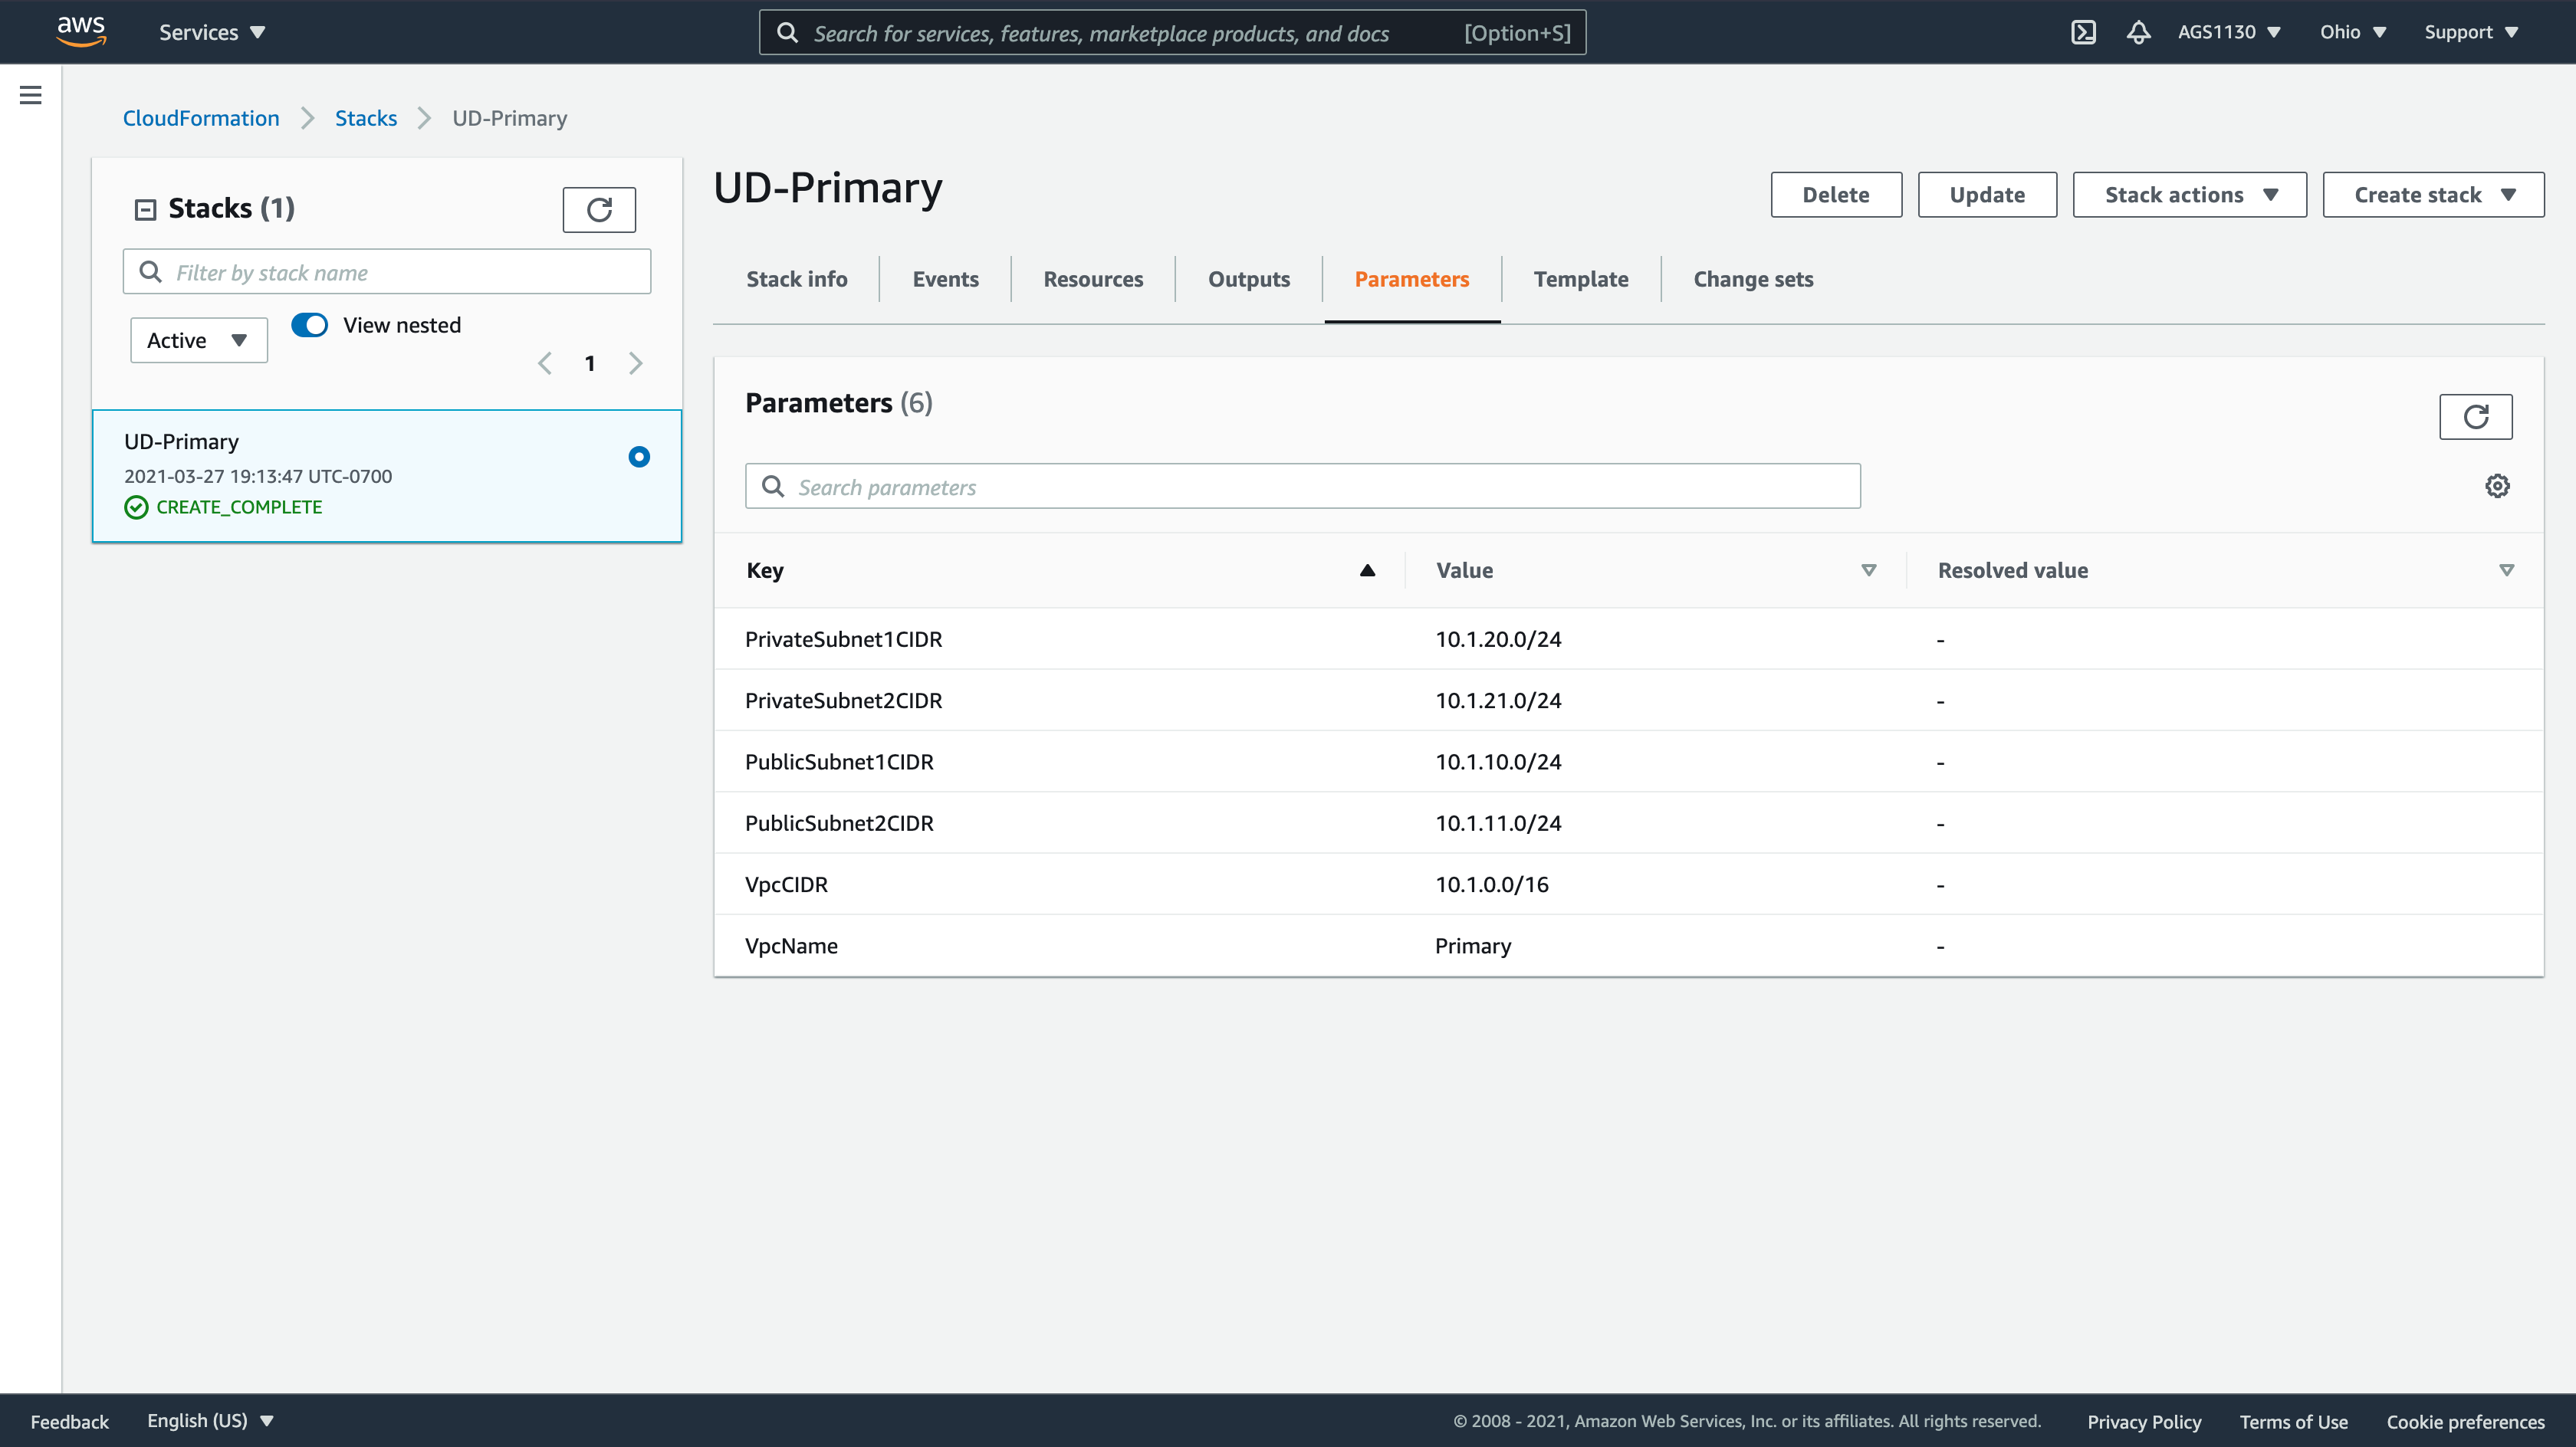 aws Services Search for services, features, marketplace products, and docs [Option+S] AGS1130 Ohio Support
CloudFormation Stacks UD-Primary
Stacks (1)
Filter by stack name
Active View nested
1
UD-Primary
2021-03-27 19:13:47 UTC-0700
CREATE_COMPLETE
UD-Primary Delete Update Stack actions Create stack
Stack info Events Resources Outputs Parameters Template Change sets
Parameters (6)
Search parameters
Key Value Resolved value
PrivateSubnet1CIDR 10.1.20.0/24 -
PrivateSubnet2CIDR 10.1.21.0/24 -
PublicSubnet1CIDR 10.1.10.0/24 -
PublicSubnet2CIDR 10.1.11.0/24 -
VpcCIDR 10.1.0.0/16 -
VpcName Primary -
Feedback English (US) © 2008 - 2021, Amazon Web Services, Inc. or its affiliates. All rights reserved. Privacy Policy Terms of Use Cookie preferences